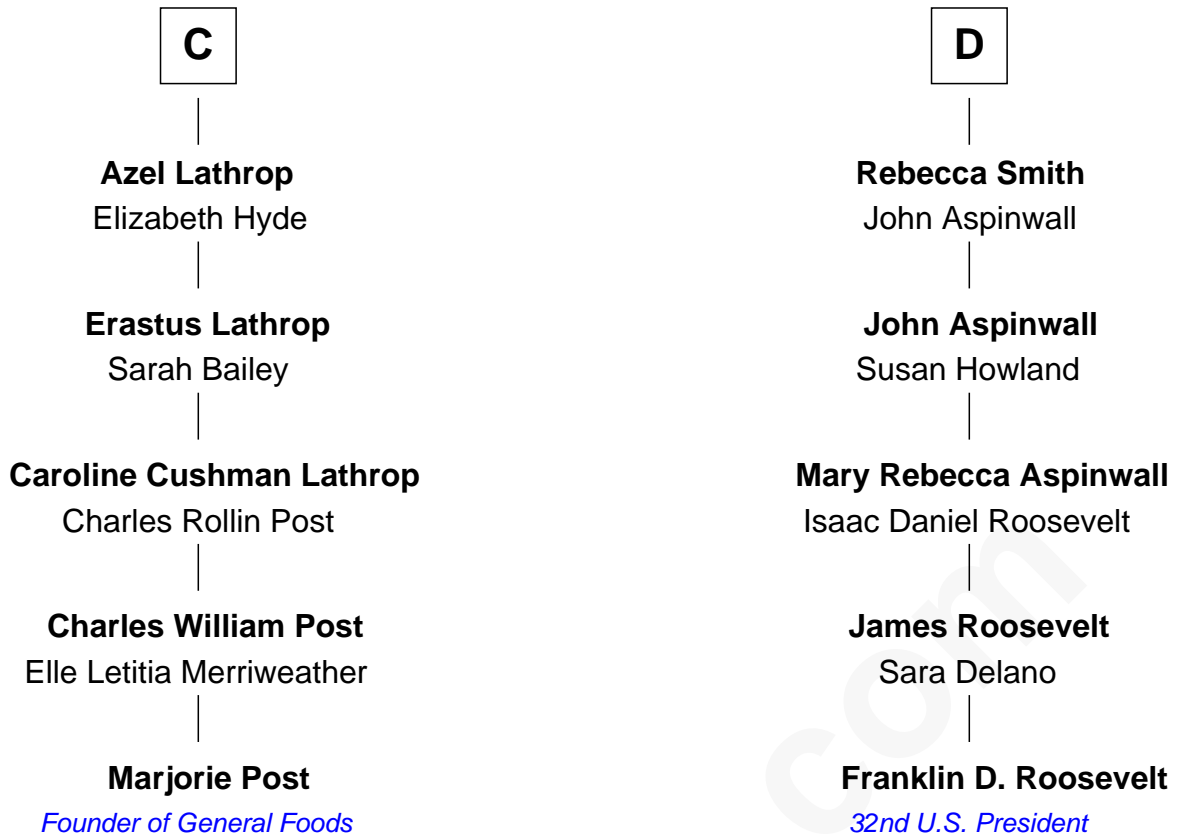 C
Azel Lathrop
Elizabeth Hyde
Erastus Lathrop
Sarah Bailey
Caroline Cushman Lathrop
Charles Rollin Post
Charles William Post
Elle Letitia Merriweather
Marjorie Post
Founder of General Foods
D
Rebecca Smith
John Aspinwall
John Aspinwall
Susan Howland
Mary Rebecca Aspinwall
Isaac Daniel Roosevelt
James Roosevelt
Sara Delano
Franklin D. Roosevelt
32nd U.S. President
com